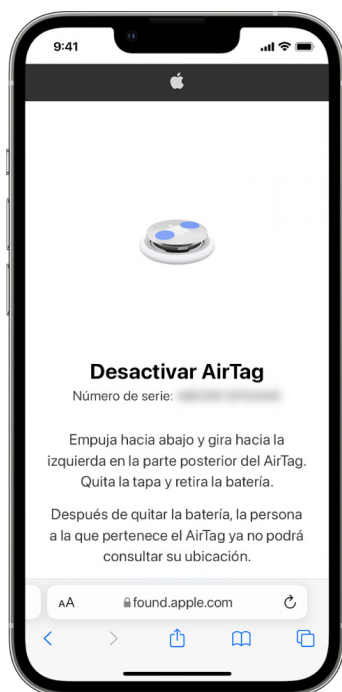 9:41
Desactivar AirTag
Número de serie:
Empuja hacia abajo y gira hacia la
izquierda en la parte posterior del AirTag.
Quita la tapa y retira la batería.
Después de quitar la batería, la persona
a la que pertenece el AirTag ya no podrá
consultar su ubicación.
AA found.apple.com